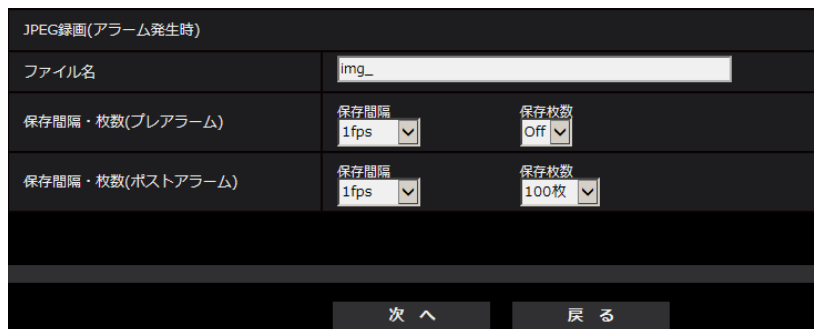 JPEG録画(アラーム発生時)
ファイル名 img_
保存間隔・枚数(プレアラーム) 保存間隔 1fps 保存枚数 Off
保存間隔・枚数(ポストアラーム) 保存間隔 1fps 保存枚数 100枚
次 へ 戻 る